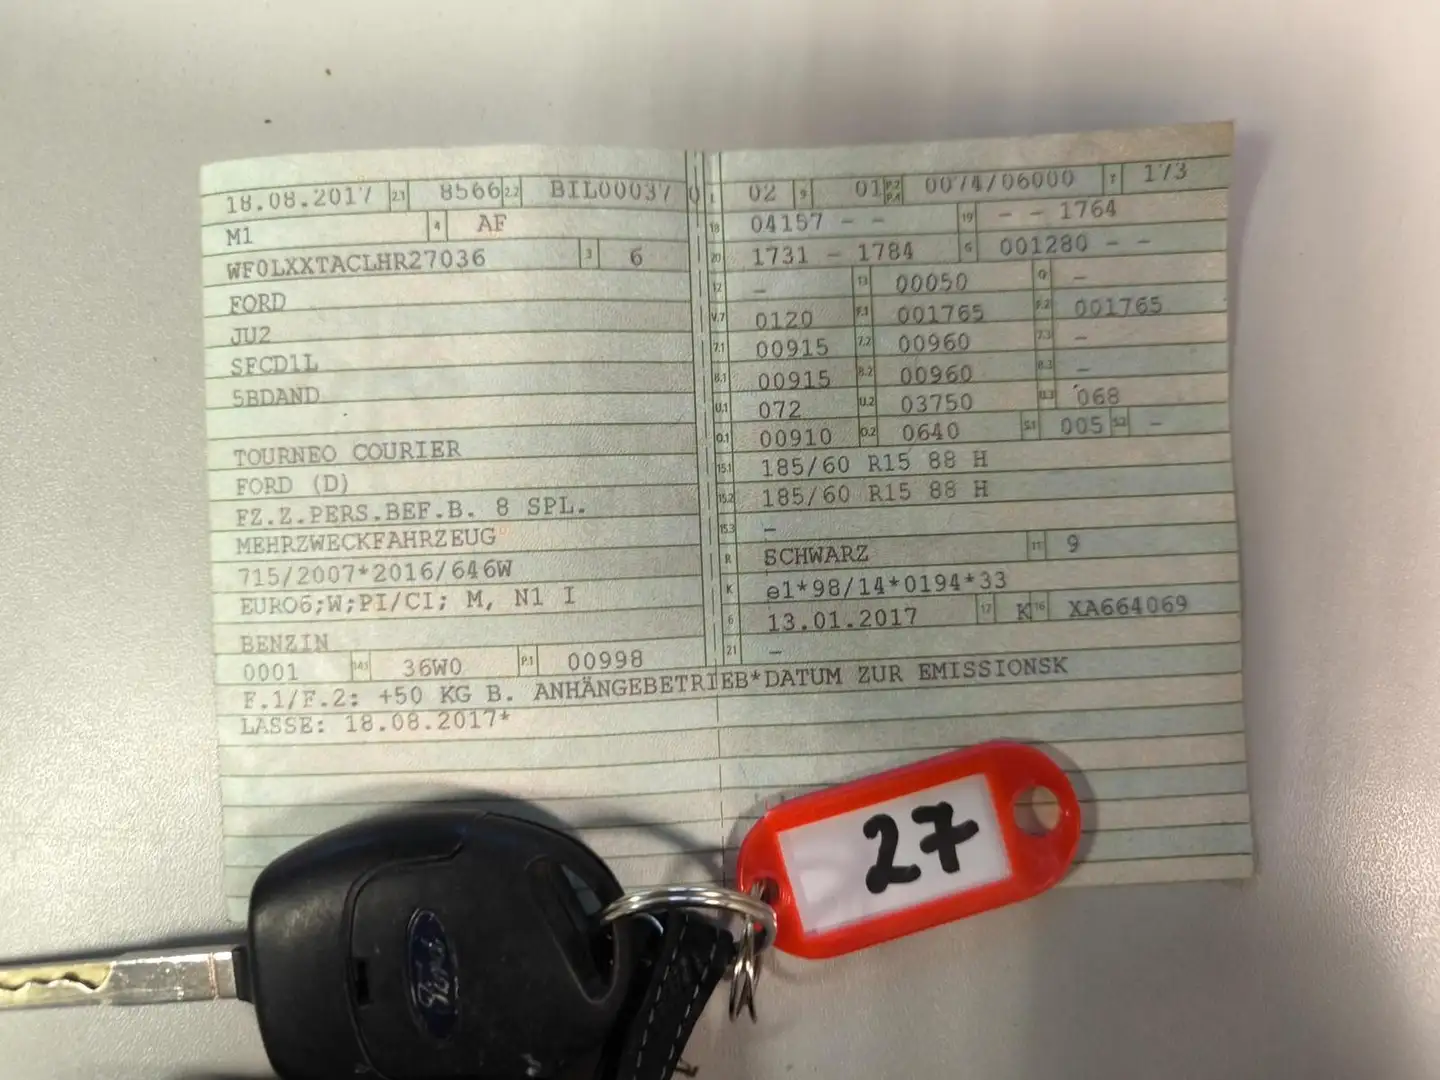 18.08.2017 2.1 8566 2.2 BIL00037 0
M1 4 AF
WF0LXXTACLHR27036 3 6
FORD
JU2
SFCD1L
5BDAND
TOURNEO COURIER
FORD (D)
FZ.Z.PERS.BEF.B. 8 SPL.
MEHRZWECKFAHRZEUG
715/2007*2016/646W
EURO6;W;PI/CI; M, N1 I
BENZIN
0001 14.1 36W0 P.1 00998
L 02 9 01 P.2 P.4 0074/06000 T 173
18 04157 - - 19 - - 1764
20 1731 - 1784 G 001280 - -
12 - 13 00050 Q -
V.7 0120 F.1 001765 F.2 001765
7.1 00915 7.2 00960 7.3 -
8.1 00915 8.2 00960 8.3 -
U.1 072 U.2 03750 U.3 068
O.1 00910 O.2 0640 S.1 005 S.2 -
15.1 185/60 R15 88 H
15.2 185/60 R15 88 H
15.3 -
R SCHWARZ 11 9
K e1*98/14*0194*33
6 13.01.2017 17 K 16 XA664069
21 -
F.1/F.2: +50 KG B. ANHÄNGEBETRIEB*DATUM ZUR EMISSIONSK
LASSE: 18.08.2017*
27
Ford